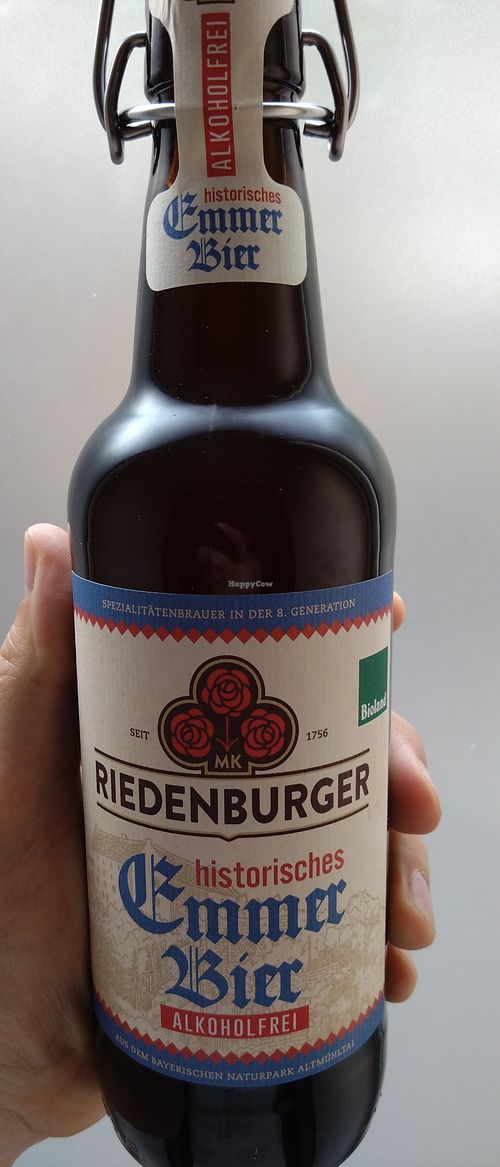 ALKOHOLFREI
historisches
Emmer
Bier
HappyCow
SPEZIALITÄTENBRAUER IN DER 8. GENERATION
Bioland
SEIT 1756
MK
RIEDENBURGER
historisches
Emmer
Bier
ALKOHOLFREI
AUS DEM BAYERISCHEN NATURPARK ALTMÜHLTAL